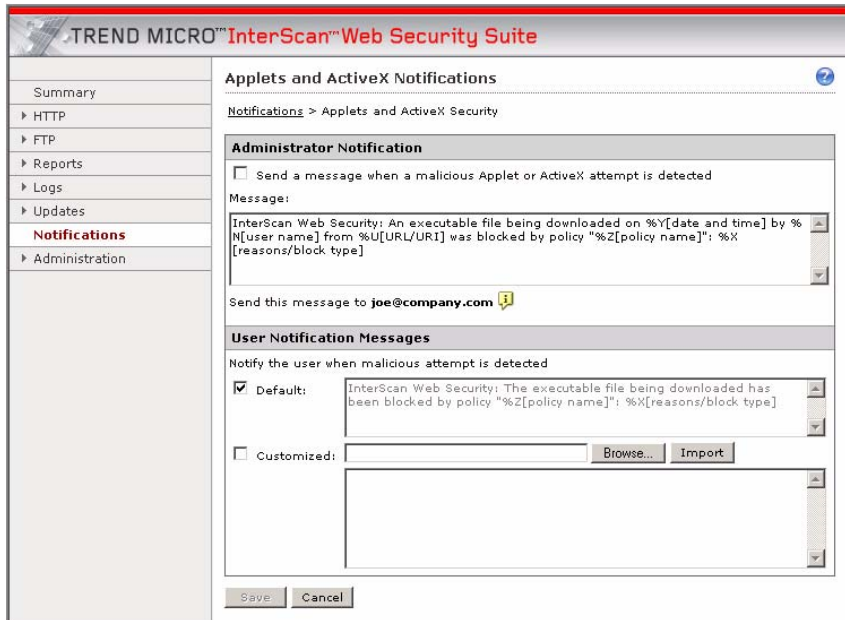 TREND MICRO™ InterScan™ Web Security Suite
Applets and ActiveX Notifications
Summary
HTTP
FTP
Reports
Logs
Updates
Notifications
Administration
Notifications > Applets and ActiveX Security
Administrator Notification
Send a message when a malicious Applet or ActiveX attempt is detected
Message:
InterScan Web Security: An executable file being downloaded on %Y[date and time] by %
N[user name] from %U[URL/URI] was blocked by policy "%Z[policy name]": %X
[reasons/block type]
Send this message to joe@company.com
User Notification Messages
Notify the user when malicious attempt is detected
Default:
InterScan Web Security: The executable file being downloaded has
been blocked by policy "%Z[policy name]": %X[reasons/block type]
Customized:
Browse...
Import
Save
Cancel